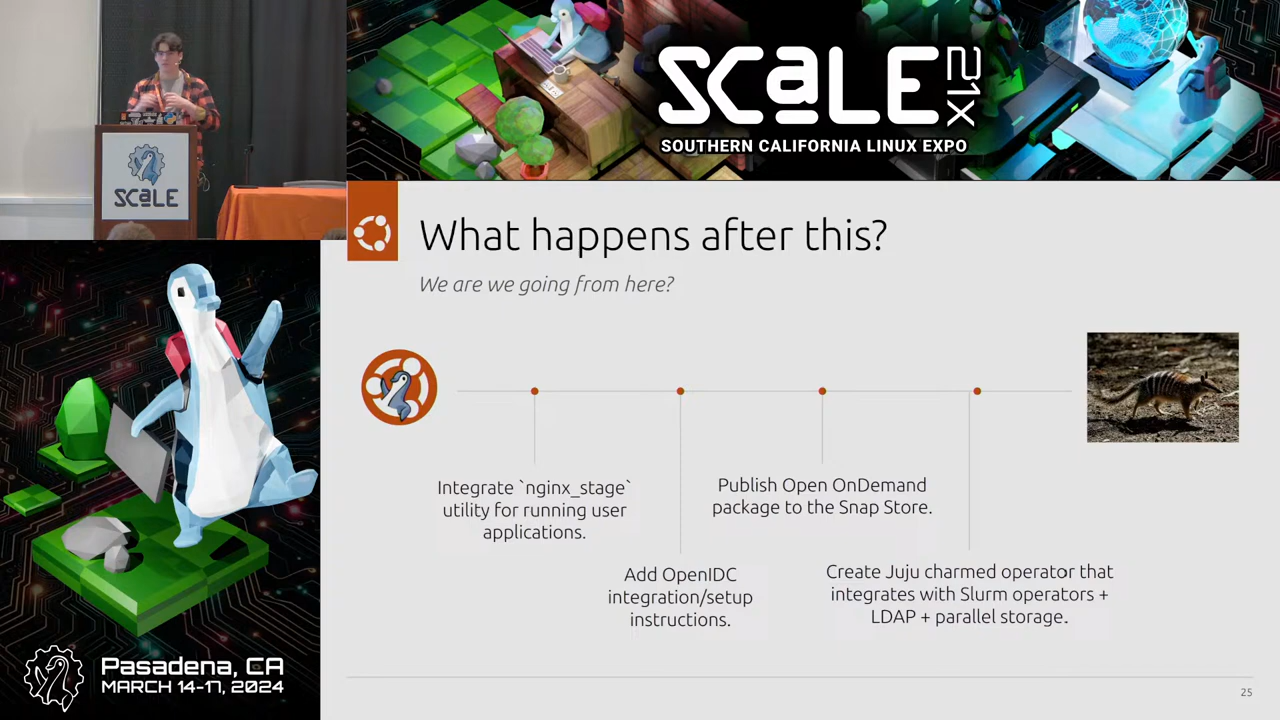 SCALE
SCALE 21X
SOUTHERN CALIFORNIA LINUX EXPO
What happens after this?
We are we going from here?
Integrate `nginx_stage`
utility for running user
applications.
Add OpenIDC
integration/setup
instructions.
Publish Open OnDemand
package to the Snap Store.
Create Juju charmed operator that
integrates with Slurm operators +
LDAP + parallel storage.
Pasadena, CA
MARCH 14-17, 2024
25